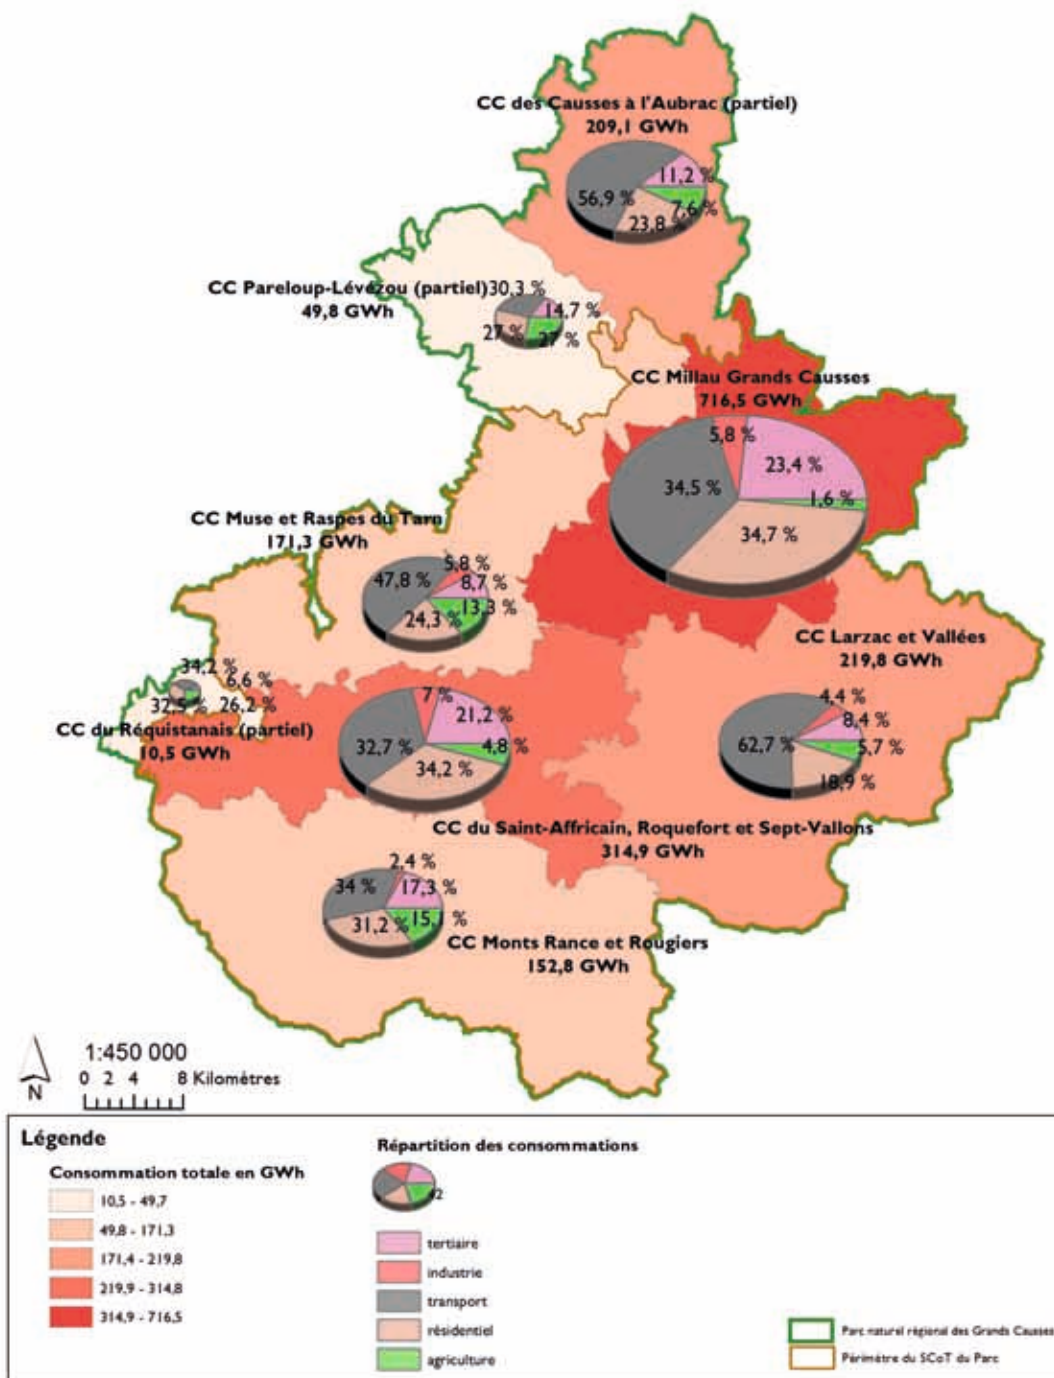 CC des Causses à l'Aubrac (partiel)
209,1 GWh
11,2 %
56,9 %
7,6 %
23,8 %
CC Pareloup-Lévézou (partiel)
49,8 GWh
30,3 %
14,7 %
27 %
27 %
CC Millau Grands Causses
716,5 GWh
5,8 %
23,4 %
34,5 %
1,6 %
34,7 %
CC Muse et Raspes du Tarn
171,3 GWh
5,8 %
47,8 %
8,7 %
13,3 %
24,3 %
CC Larzac et Vallées
219,8 GWh
4,4 %
8,4 %
62,7 %
5,7 %
18,9 %
34,2 %
6,6 %
32,5 %
26,2 %
CC du Réquistanais (partiel)
10,5 GWh
7 %
21,2 %
32,7 %
4,8 %
34,2 %
CC du Saint-Affricain, Roquefort et Sept-Vallons
314,9 GWh
2,4 %
34 %
17,3 %
31,2 %
15,1 %
CC Monts Rance et Rougiers
152,8 GWh
N
1:450 000
0 2 4 8 Kilomètres
Légende
Consommation totale en GWh
10,5 - 49,7
49,8 - 171,3
171,4 - 219,8
219,9 - 314,8
314,9 - 716,5
Répartition des consommations
42
tertiaire
industrie
transport
résidentiel
agriculture
Parc naturel régional des Grands Causses
Périmètre du SCoT du Parc